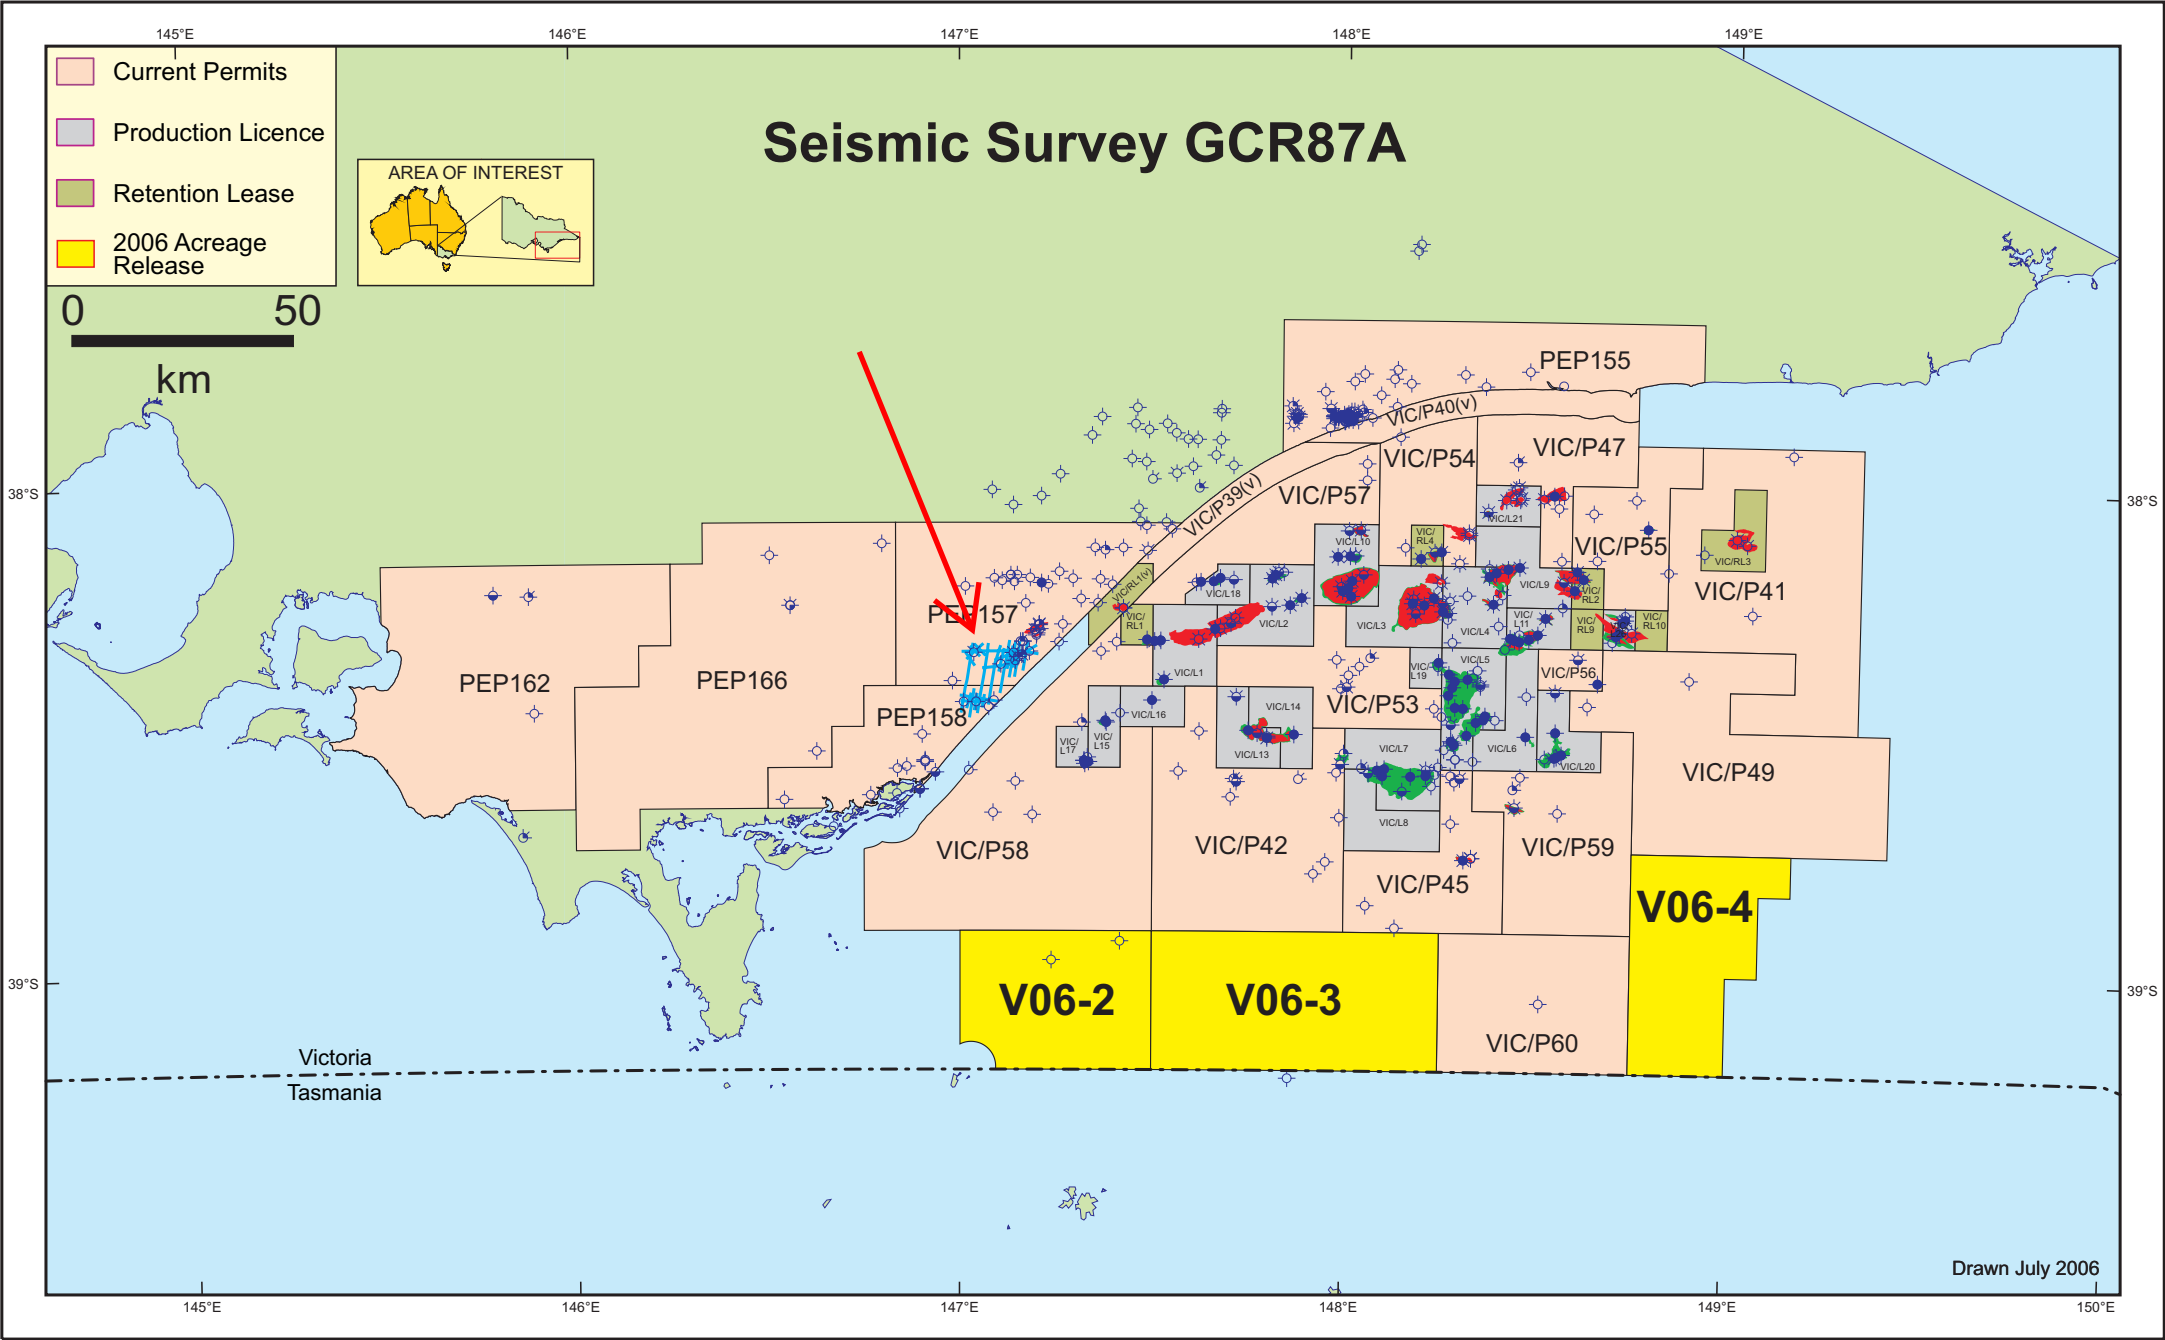 145°E
146°E
147°E
148°E
149°E
Current Permits
Production Licence
Retention Lease
2006 Acreage
Release
AREA OF INTEREST
Seismic Survey GCR87A
0 50
km
38°S
38°S
PEP155
VIC/P40(v)
VIC/P39(v)
VIC/P54
VIC/P47
VIC/P57
VIC/L21
VIC/L10
VIC/
RL4
VIC/P55
VIC/RL3
VIC/P41
VIC/RL1(v)
VIC/L18
VIC/L9
VIC/
RL2
PEP157
VIC/
RL1
VIC/L2
VIC/L3
VIC/L4
VIC/
L11
VIC/
RL9
VIC/
RL10
PEP162
PEP166
VIC/L1
VIC/
L19
VIC/L5
VIC/P56
PEP158
VIC/L16
VIC/L14
VIC/P53
VIC/
L17
VIC/
L15
VIC/L13
VIC/L7
VIC/L6
VIC/L20
VIC/P49
VIC/L8
VIC/P58
VIC/P42
VIC/P59
VIC/P45
V06-4
39°S
39°S
V06-2
V06-3
VIC/P60
Victoria
Tasmania
Drawn July 2006
145°E
146°E
147°E
148°E
149°E
150°E